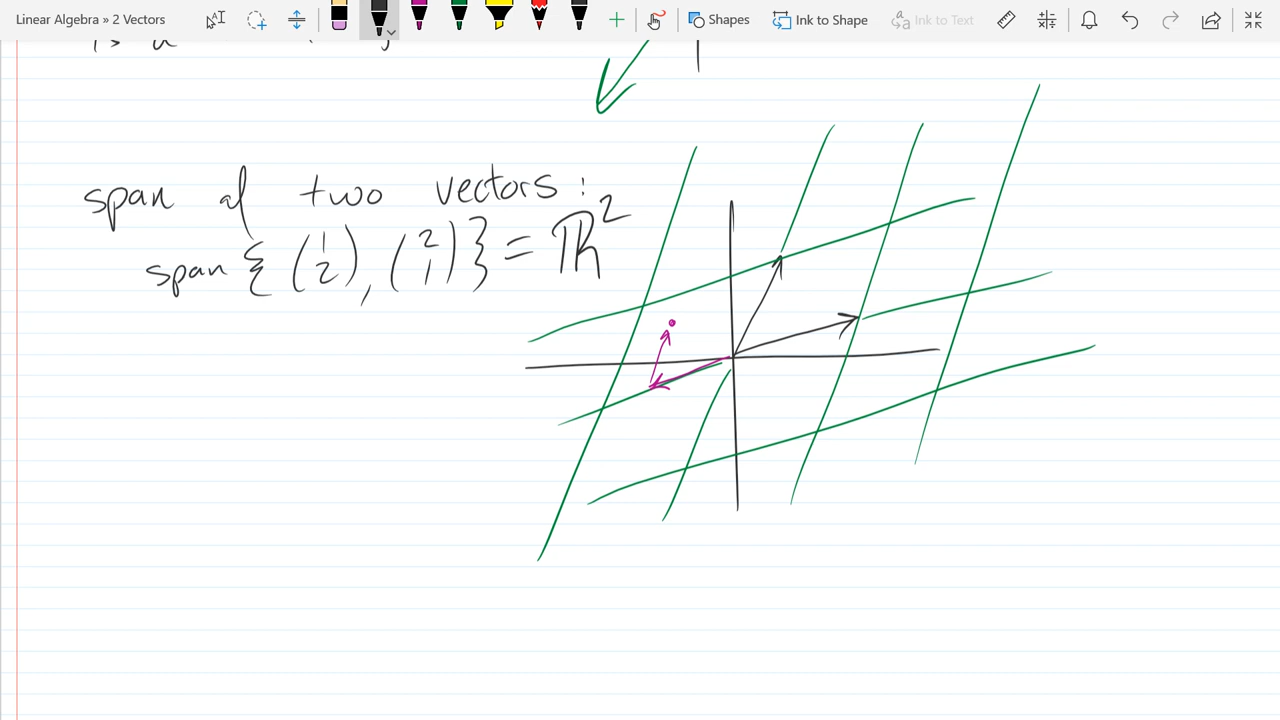 Linear Algebra » 2 Vectors
Shapes
Ink to Shape
Ink to Text
is a
span of two vectors:
span { (1 2), (2 1) } = ℝ²